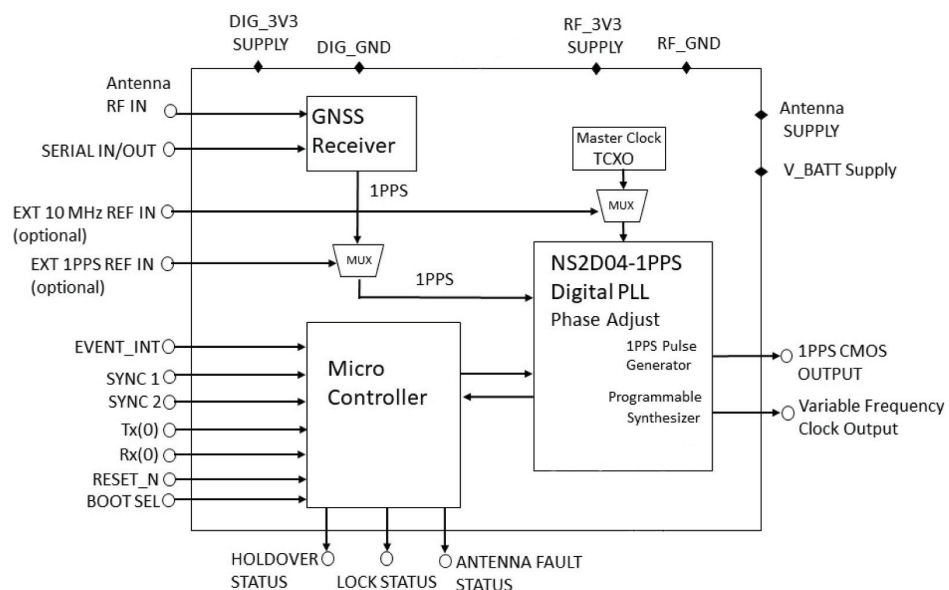 DIG_3V3
SUPPLY
DIG_GND
RF_3V3
SUPPLY
RF_GND
Antenna
RF IN
GNSS
Receiver
Antenna
SUPPLY
SERIAL IN/OUT
Master Clock
TCXO
V_BATT Supply
1PPS
MUX
EXT 10 MHz REF IN
(optional)
EXT 1PPS REF IN
(optional)
MUX
1PPS
NS2D04-1PPS
Digital PLL
Phase Adjust
1PPS Pulse
Generator
1PPS CMOS
OUTPUT
Programmable
Synthesizer
Variable Frequency
Clock Output
EVENT_INT
SYNC 1
SYNC 2
Tx(0)
Rx(0)
RESET_N
BOOT SEL
Micro
Controller
HOLDOVER
STATUS
LOCK STATUS
ANTENNA FAULT
STATUS